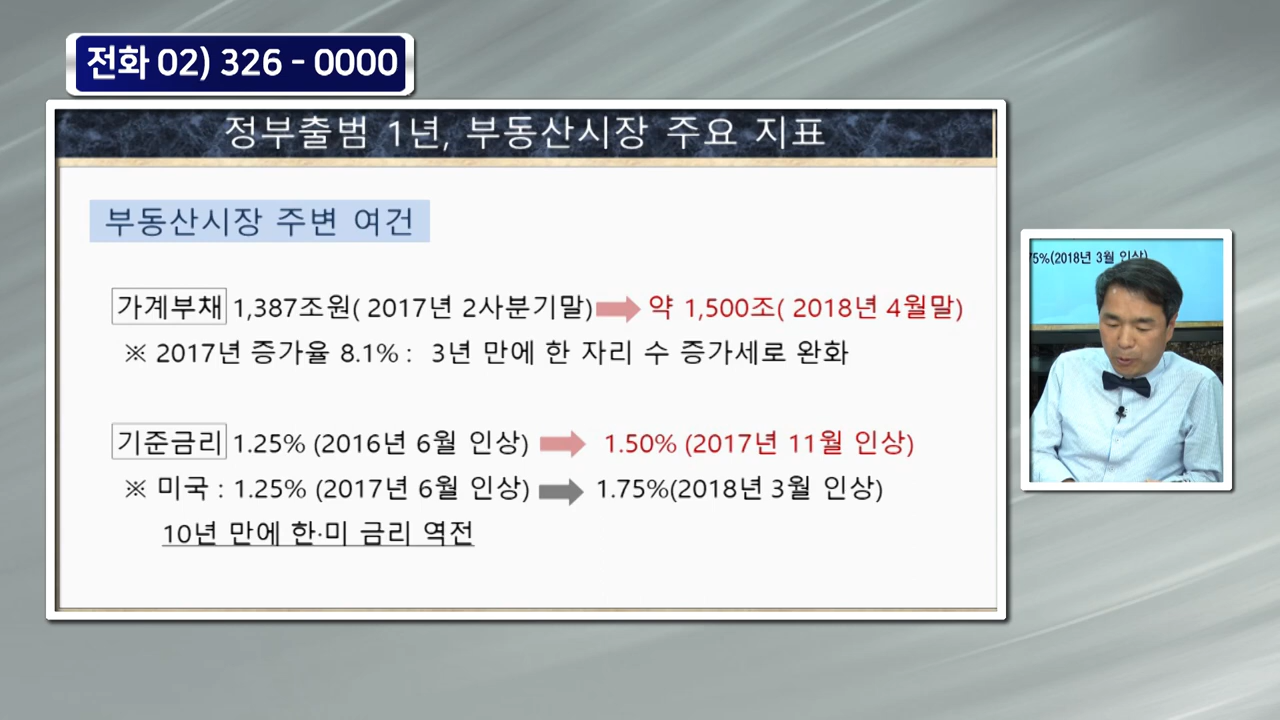 전화 02) 326 - 0000
정부출범 1년, 부동산시장 주요 지표
부동산시장 주변 여건
가계부채 1,387조원( 2017년 2사분기말) 약 1,500조( 2018년 4월말)
※ 2017년 증가율 8.1% : 3년 만에 한 자리 수 증가세로 완화
기준금리 1.25% (2016년 6월 인상) 1.50% (2017년 11월 인상)
※ 미국 : 1.25% (2017년 6월 인상) 1.75%(2018년 3월 인상)
10년 만에 한·미 금리 역전
75%(2018년 3월 인상)